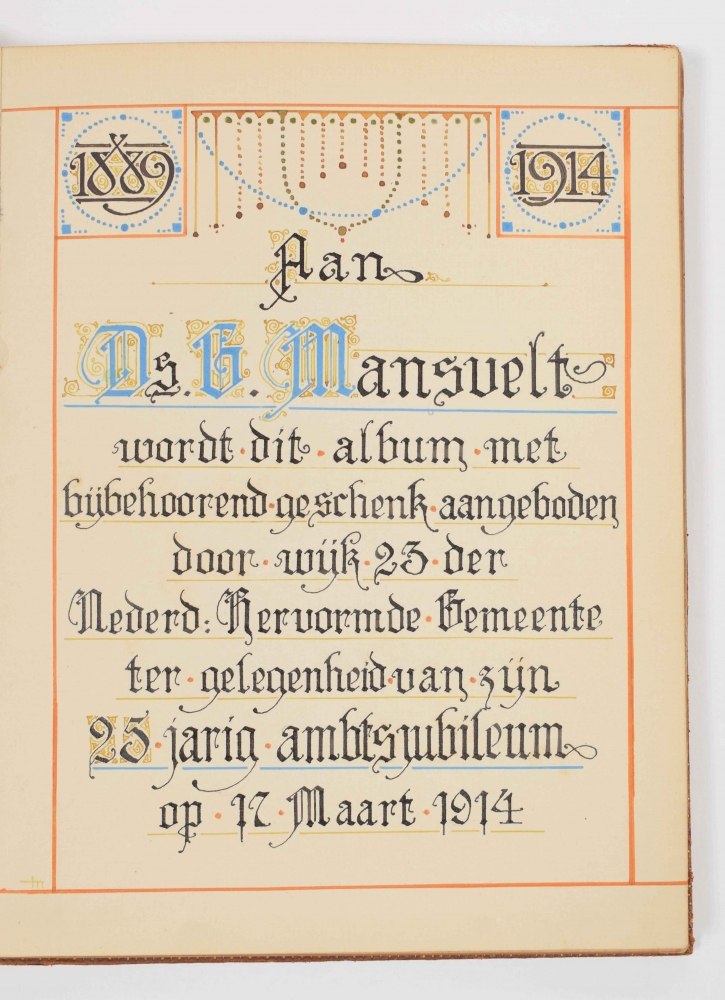 1889
1914
Aan
Ds. G. Mansvelt
wordt · dit · album · met
bijbehoorend · geschenk · aangeboden
door · wijk · 23 · der
Nederd: Hervormde · Gemeente
ter · gelegenheid · van · zijn
25 · jarig · ambtsjubileum
op · 17 · Maart · 1914